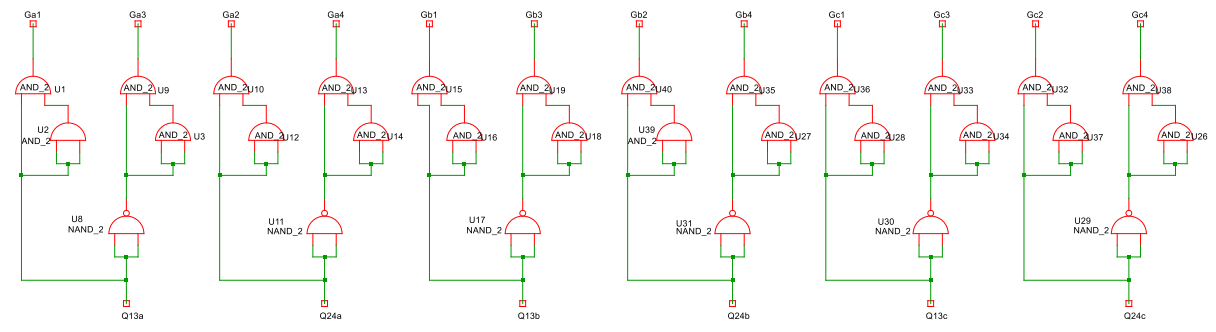 Ga1 Ga3 Ga2 Ga4 Gb1 Gb3 Gb2 Gb4 Gc1 Gc3 Gc2 Gc4
AND_2 U1 AND_2 U9 AND_2 U10 AND_2 U13 AND_2 U15 AND_2 U19 AND_2 U40 AND_2 U35 AND_2 U36 AND_2 U33 AND_2 U32 AND_2 U38
U2 AND_2 U3 AND_2 U12 AND_2 U14 AND_2 U16 AND_2 U18 U39 AND_2 U27 AND_2 U28 AND_2 U34 AND_2 U37 AND_2 U26
AND_2 AND_2
U8 U11 U17 U31 U30 U29
NAND_2 NAND_2 NAND_2 NAND_2 NAND_2 NAND_2
Q13a Q24a Q13b Q24b Q13c Q24c